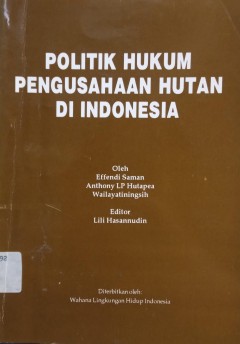 POLITIK HUKUM
PENGUSAHAAN HUTAN
DI INDONESIA
Oleh
Effendi Saman
Anthony LP Hutapea
Wailayatiningsih
Editor
Lili Hasannudin
Diterbitkan oleh:
Wahana Lingkungan Hidup Indonesia